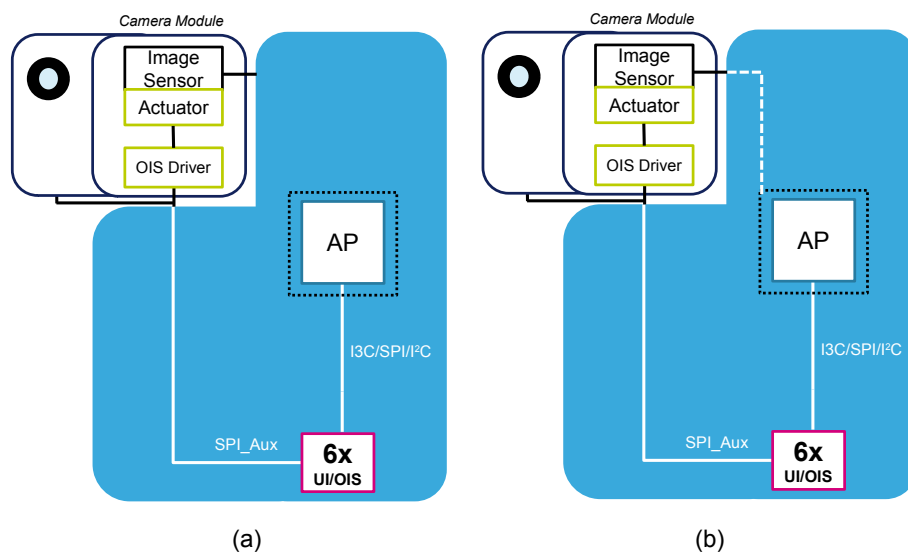 Camera Module
Image
Sensor
Actuator
OIS Driver
AP
I3C/SPI/I²C
SPI_Aux
6x
UI/OIS
(a)
Camera Module
Image
Sensor
Actuator
OIS Driver
AP
I3C/SPI/I²C
SPI_Aux
6x
UI/OIS
(b)